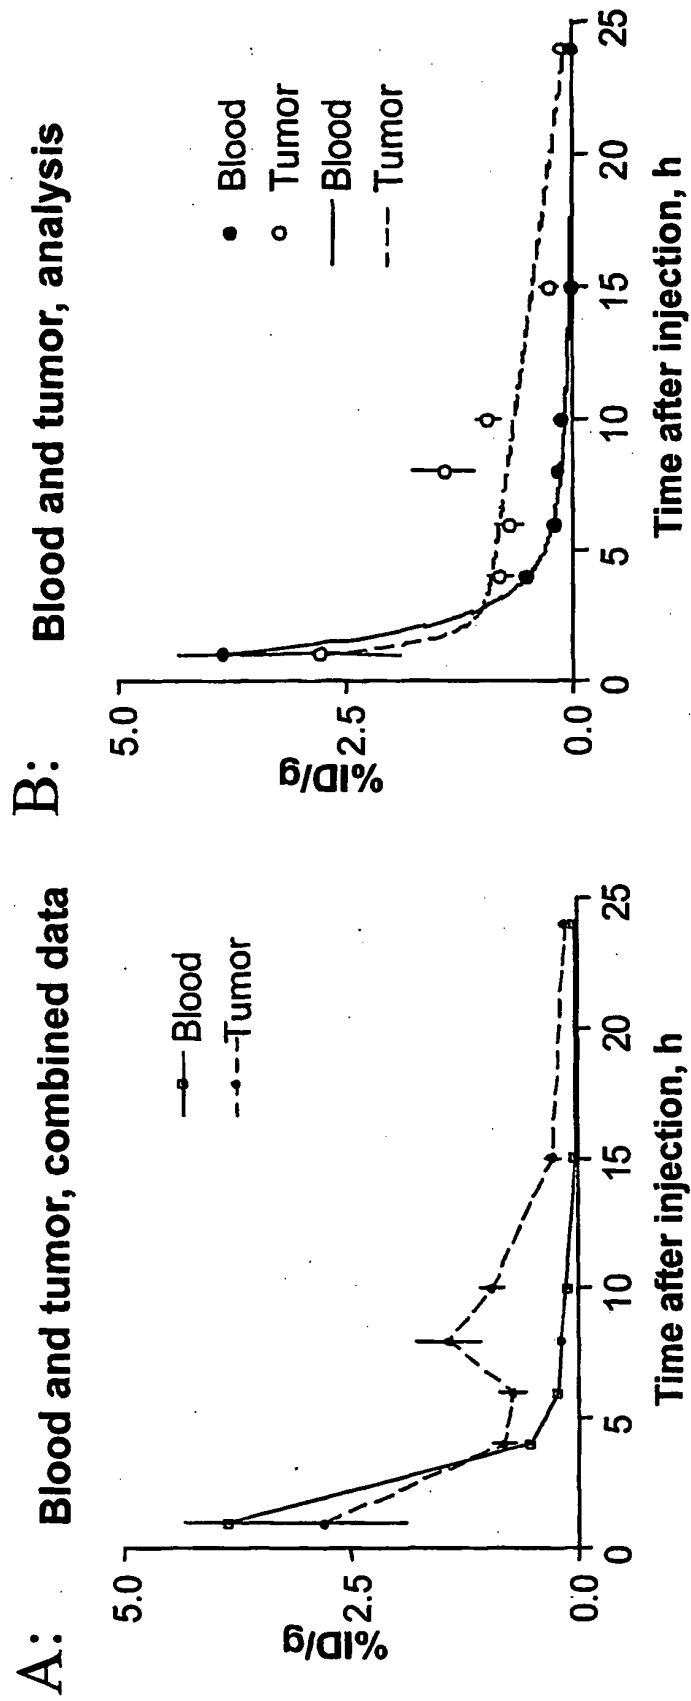 A:
Blood and tumor, combined data
Blood
Tumor
%ID/g
5.0
2.5
0.0
0
5
10
15
20
25
Time after injection, h
B:
Blood and tumor, analysis
Blood
Tumor
Blood
Tumor
%ID/g
5.0
2.5
0.0
0
5
10
15
20
25
Time after injection, h